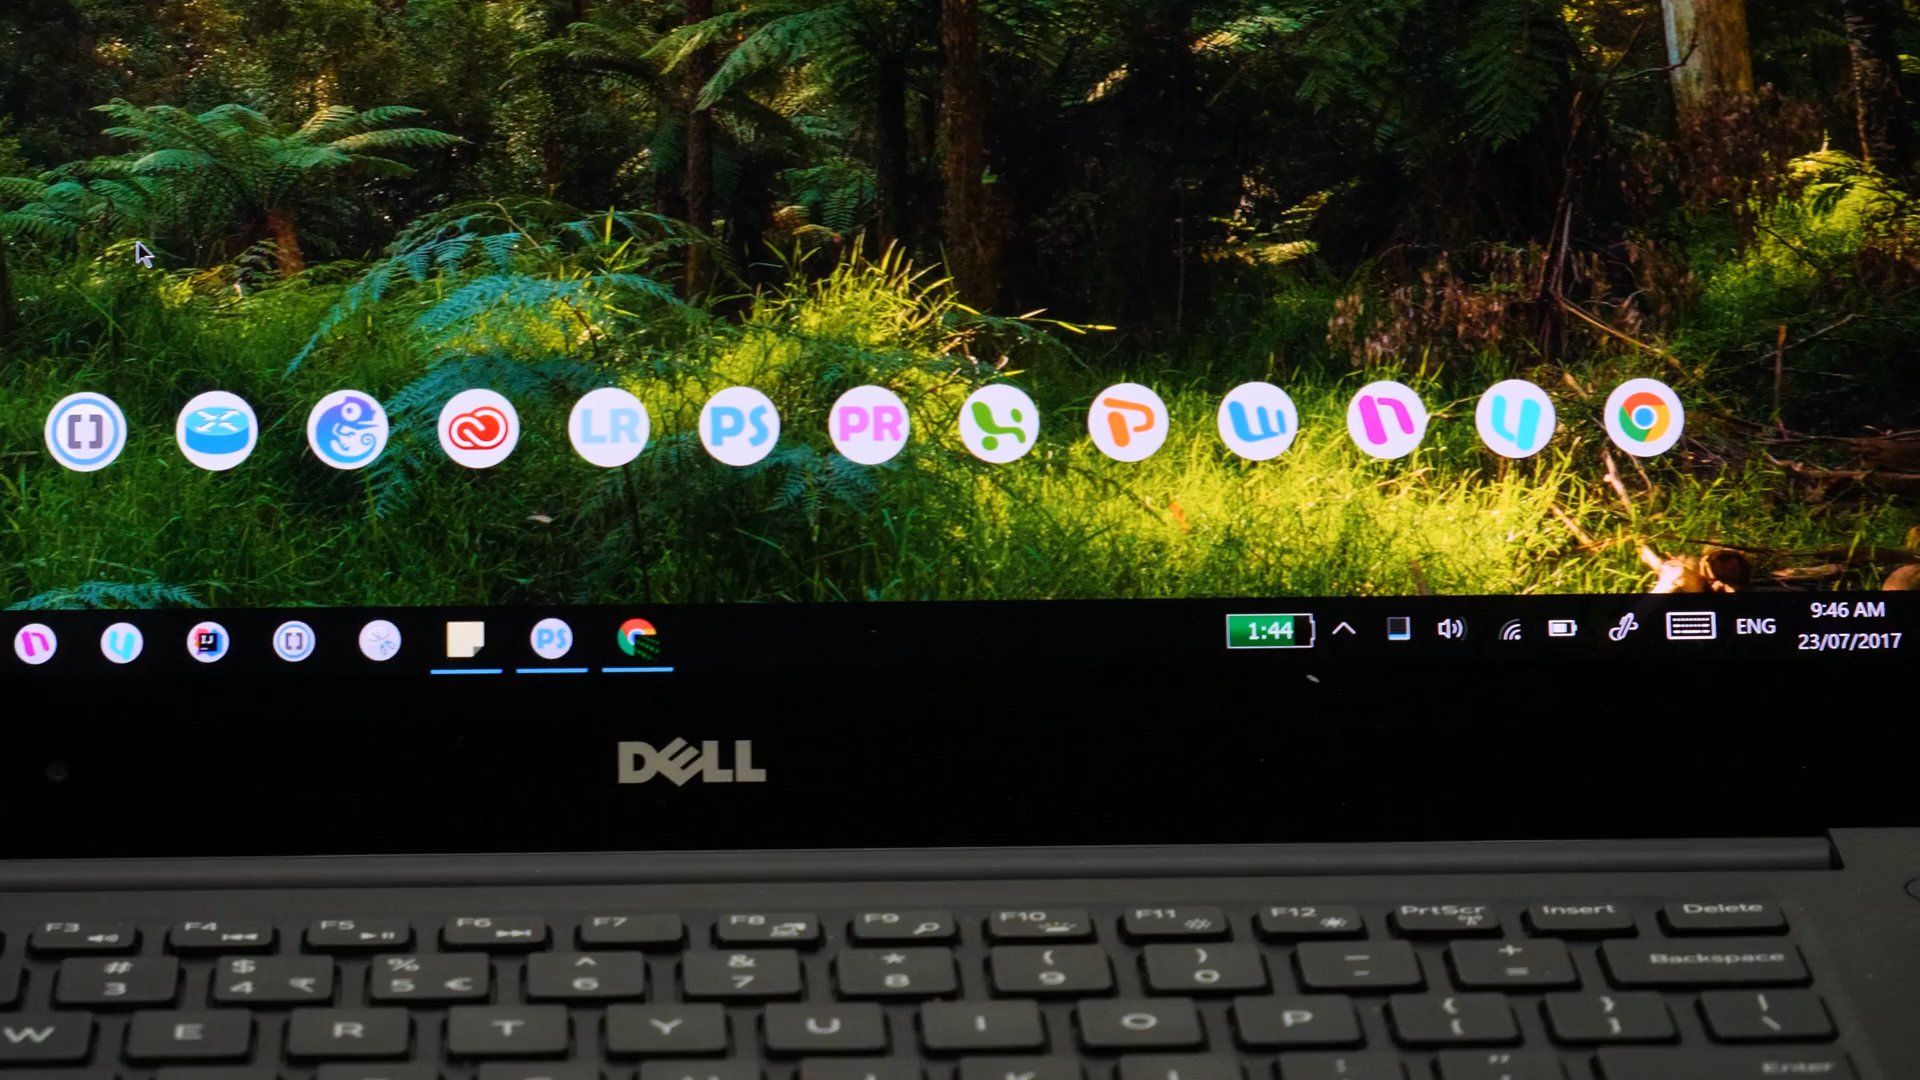 LR PS PR
IJ
PS
1:44
ENG
9:46 AM
23/07/2017
DELL
F3 F4 F5 F6 F7 F8 F9 F10 F11 F12 PrtScr Insert Delete
# 3 $ 4 ₹ % 5 € ^ 6 & 7 * 8 ( 9 ) 0 _ - + = Backspace
W E R T Y U I O P { [ } ] | \
Enter